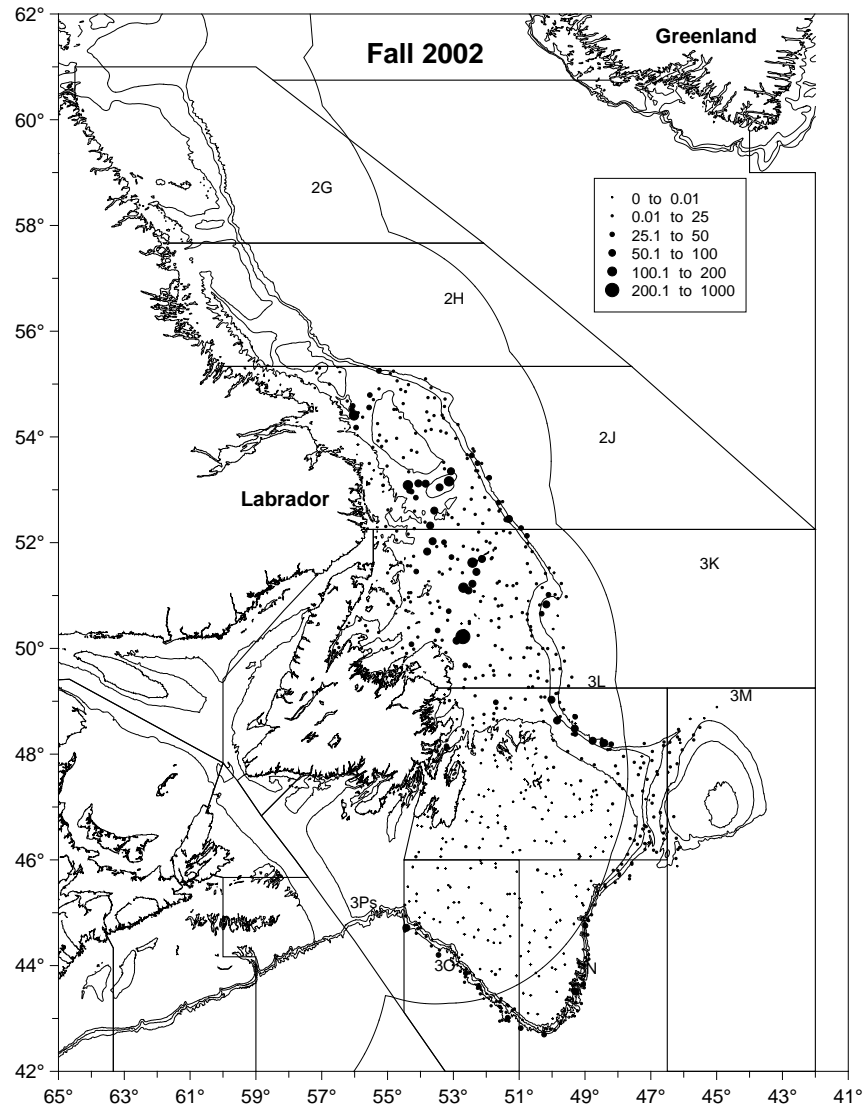 62°
Fall 2002
Greenland
60°
0 to 0.01
0.01 to 25
25.1 to 50
50.1 to 100
100.1 to 200
200.1 to 1000
2G
58°
2H
56°
54°
2J
Labrador
52°
3K
50°
3L
3M
48°
46°
3Ps
3O
N
44°
42°
65° 63° 61° 59° 57° 55° 53° 51° 49° 47° 45° 43° 41°